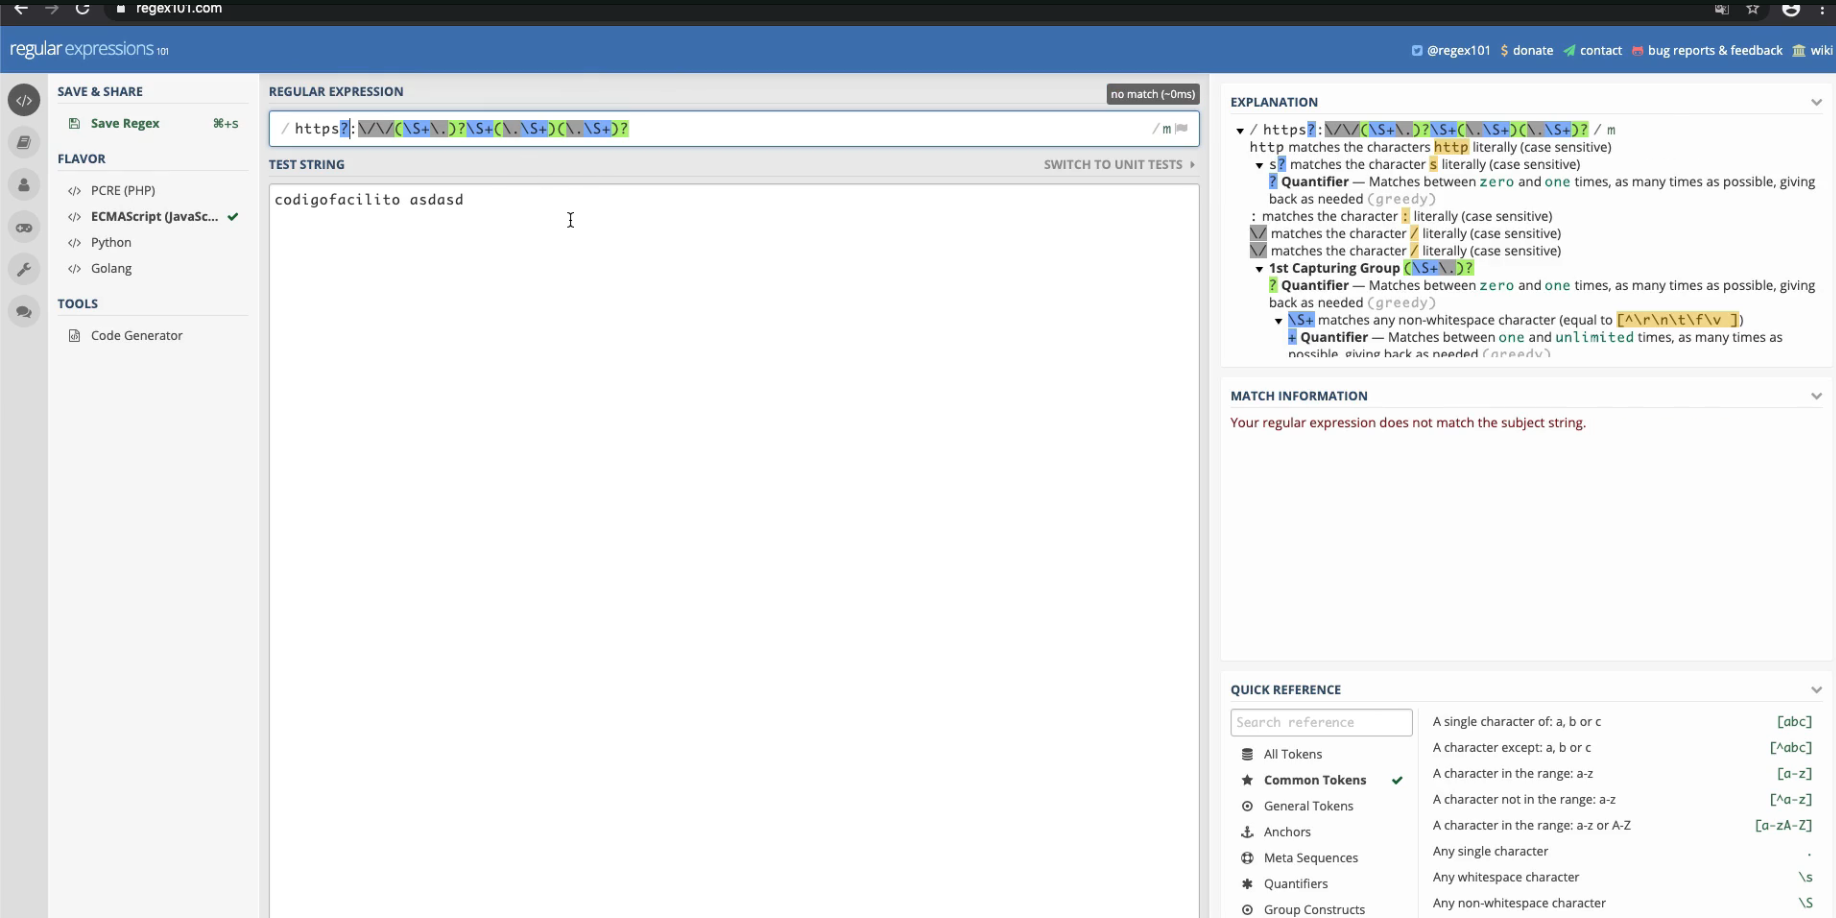 regex101.com
regular expressions 101
@regex101 $ donate contact bug reports & feedback wiki
SAVE & SHARE
Save Regex ⌘+s
FLAVOR
PCRE (PHP)
ECMAScript (JavaSc...
Python
Golang
TOOLS
Code Generator
REGULAR EXPRESSION
no match (~0ms)
/ https?:\/\/(\S+\.)?\S+(\.\S+)(\.\S+)? / m
TEST STRING
SWITCH TO UNIT TESTS
codigofacilito asdasd
EXPLANATION
/ https?:\/\/(\S+\.)?\S+(\.\S+)(\.\S+)? / m
http matches the characters http literally (case sensitive)
s? matches the character s literally (case sensitive)
? Quantifier — Matches between zero and one times, as many times as possible, giving
back as needed (greedy)
: matches the character : literally (case sensitive)
\/ matches the character / literally (case sensitive)
\/ matches the character / literally (case sensitive)
1st Capturing Group (\S+\.)?
? Quantifier — Matches between zero and one times, as many times as possible, giving
back as needed (greedy)
\S+ matches any non-whitespace character (equal to [^\r\n\t\f\v ])
+ Quantifier — Matches between one and unlimited times, as many times as
possible, giving back as needed (greedy)
MATCH INFORMATION
Your regular expression does not match the subject string.
QUICK REFERENCE
Search reference
All Tokens
Common Tokens
General Tokens
Anchors
Meta Sequences
Quantifiers
Group Constructs
A single character of: a, b or c [abc]
A character except: a, b or c [^abc]
A character in the range: a-z [a-z]
A character not in the range: a-z [^a-z]
A character in the range: a-z or A-Z [a-zA-Z]
Any single character .
Any whitespace character \s
Any non-whitespace character \S